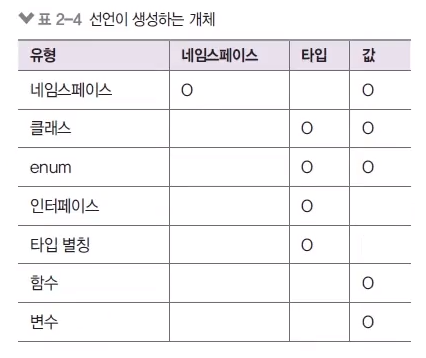 표 2-4 선언이 생성하는 개체
유형 네임스페이스 타입 값
네임스페이스 O O
클래스 O O
enum O O
인터페이스 O
타입 별칭 O
함수 O
변수 O